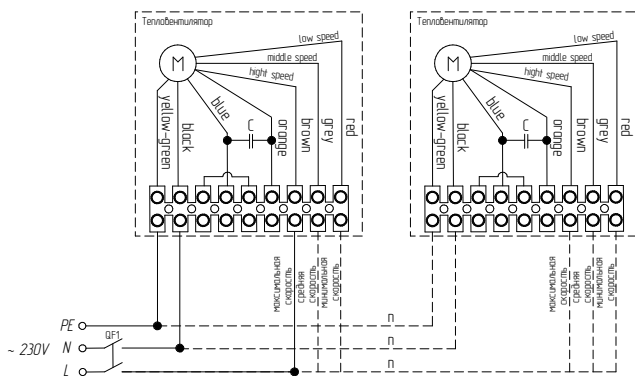 Тепловентилятор
Тепловентилятор
low speed
middle speed
hight speed
M
yellow-green
black
blue
C
orange
brown
grey
red
low speed
middle speed
hight speed
M
yellow-green
black
blue
C
orange
brown
grey
red
максимальная
скорость
средняя
скорость
минимальная
скорость
максимальная
скорость
средняя
скорость
минимальная
скорость
PE
n
QF1
~ 230V N
n
L
n